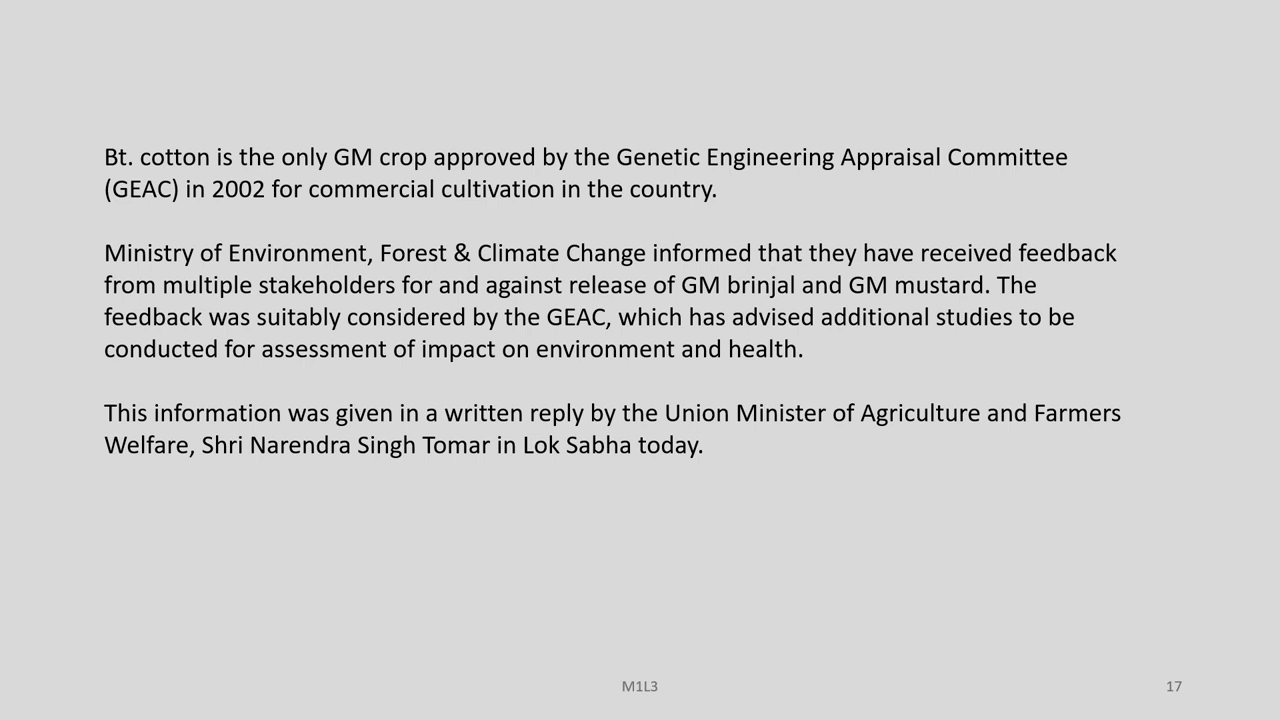 Bt. cotton is the only GM crop approved by the Genetic Engineering Appraisal Committee
(GEAC) in 2002 for commercial cultivation in the country.
Ministry of Environment, Forest & Climate Change informed that they have received feedback
from multiple stakeholders for and against release of GM brinjal and GM mustard. The
feedback was suitably considered by the GEAC, which has advised additional studies to be
conducted for assessment of impact on environment and health.
This information was given in a written reply by the Union Minister of Agriculture and Farmers
Welfare, Shri Narendra Singh Tomar in Lok Sabha today.
M1L3
17